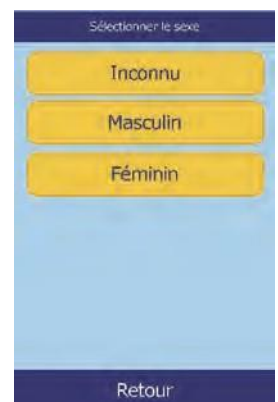 Sélectionner le sexe
Inconnu
Masculin
Féminin
Retour